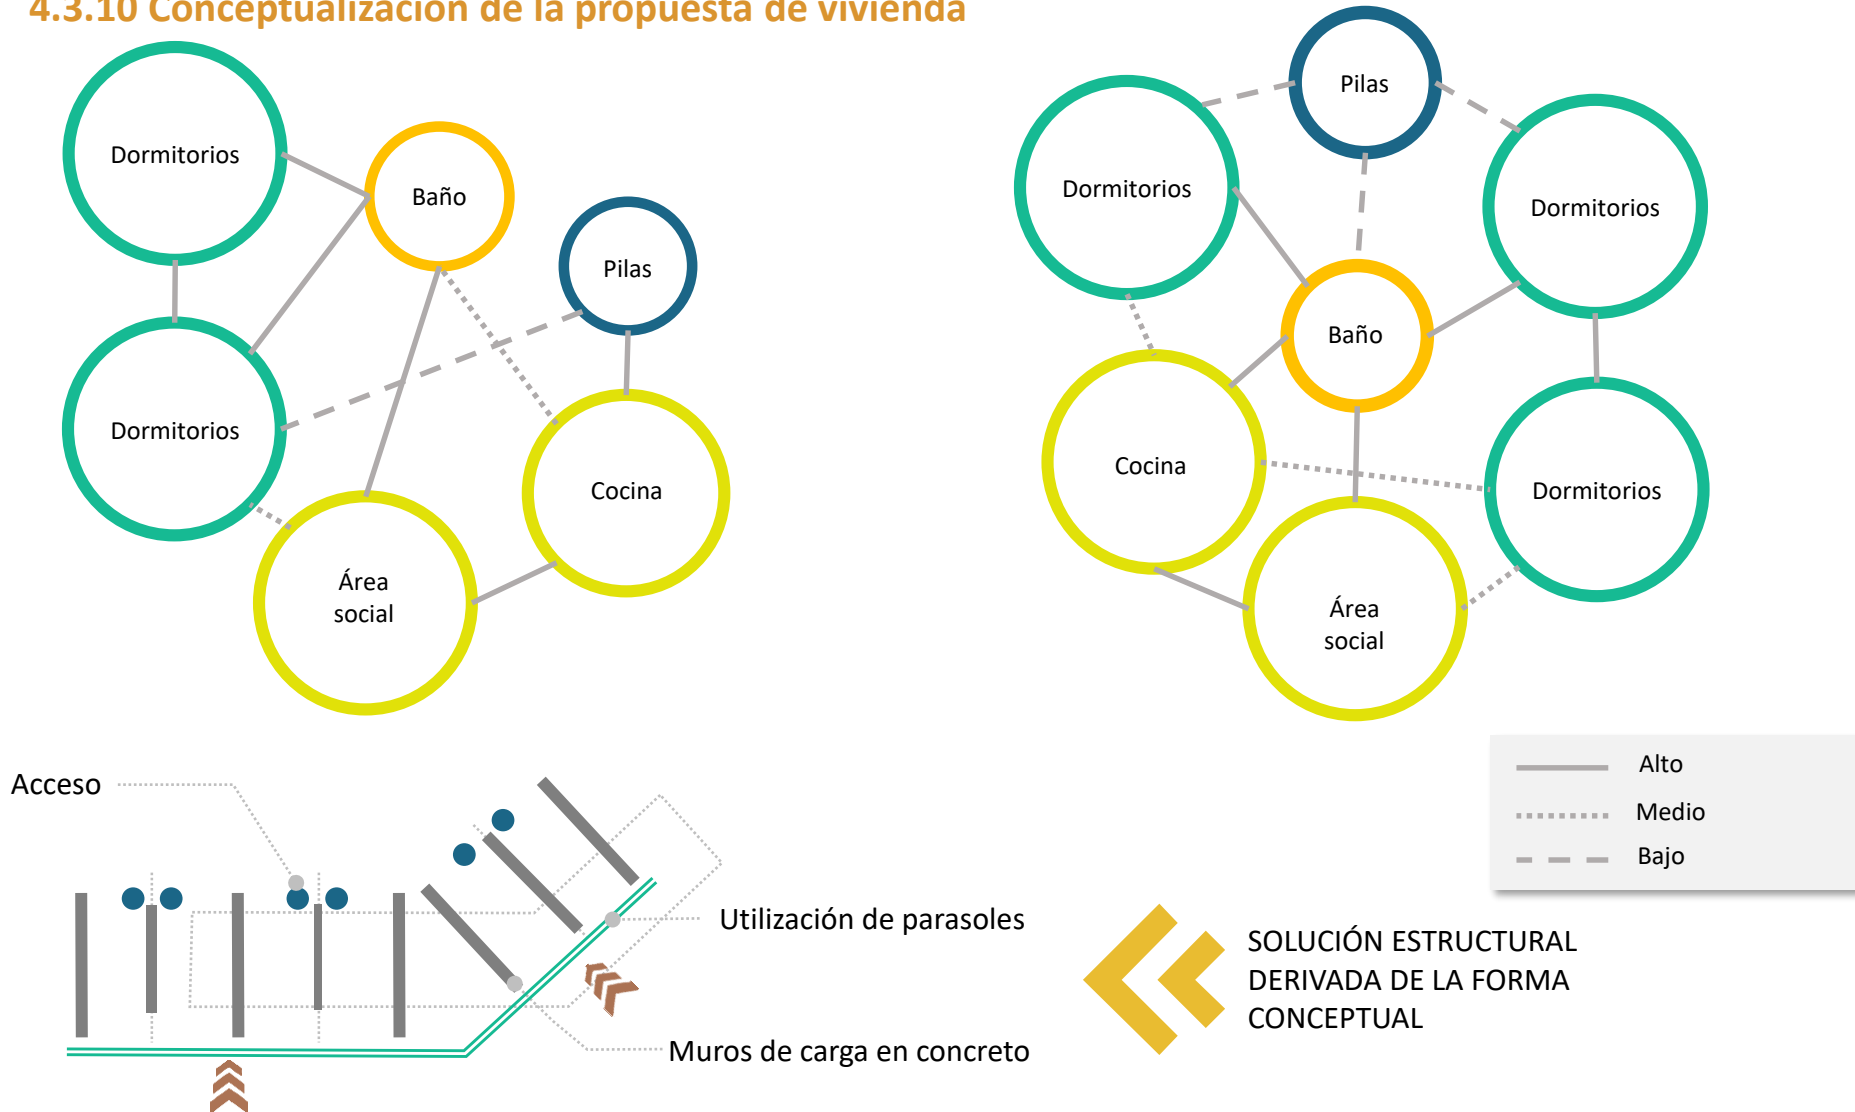 4.3.10 Conceptualización de la propuesta de vivienda
Dormitorios
Baño
Pilas
Dormitorios
Cocina
Área
social
Pilas
Dormitorios
Dormitorios
Baño
Cocina
Dormitorios
Área
social
Alto
Medio
Bajo
Acceso
Utilización de parasoles
Muros de carga en concreto
SOLUCIÓN ESTRUCTURAL
DERIVADA DE LA FORMA
CONCEPTUAL